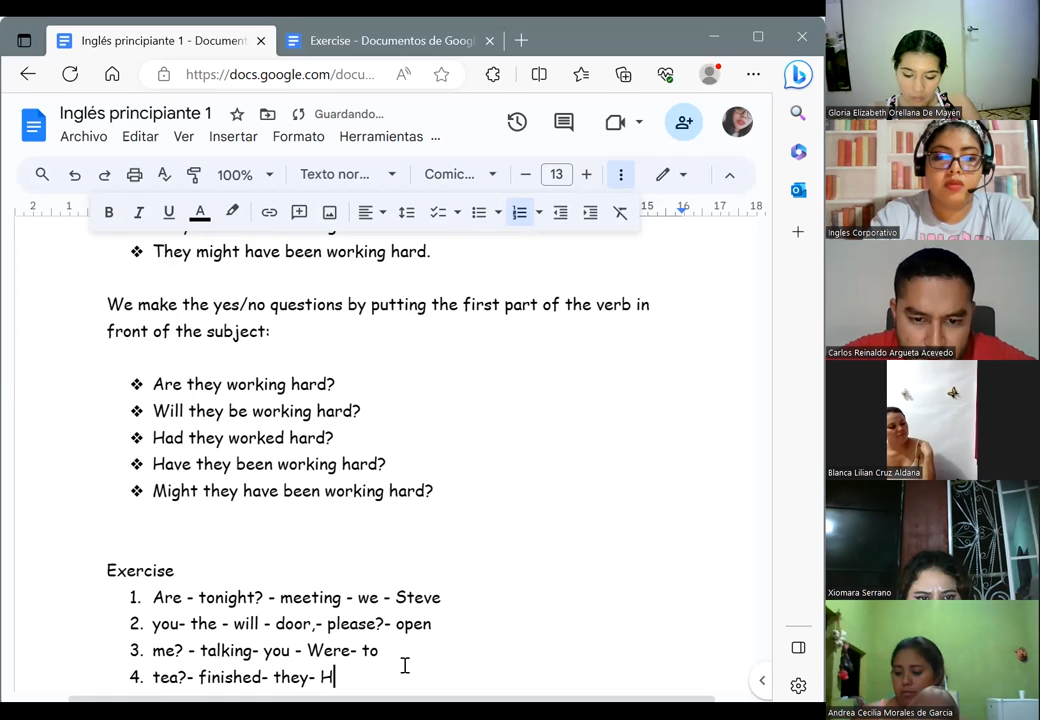 Inglés principiante 1 - Document
Exercise - Documentos de Goog
https://docs.google.com/docu...
Inglés principiante 1
Guardando...
Archivo Editar Ver Insertar Formato Herramientas ...
100% Texto nor... Comic... 13
2 1 15 16 17 18
They might have been working hard.
We make the yes/no questions by putting the first part of the verb in
front of the subject:
Are they working hard?
Will they be working hard?
Had they worked hard?
Have they been working hard?
Might they have been working hard?
Exercise
1. Are - tonight? - meeting - we - Steve
2. you- the - will - door,- please?- open
3. me? - talking- you - Were- to
4. tea?- finished- they- H
Gloria Elizabeth Orellana De Mayen
Ingles Corporativo
Carlos Reinaldo Argueta Acevedo
Blanca Lilian Cruz Aldana
Xiomara Serrano
Andrea Cecilia Morales de Garcia